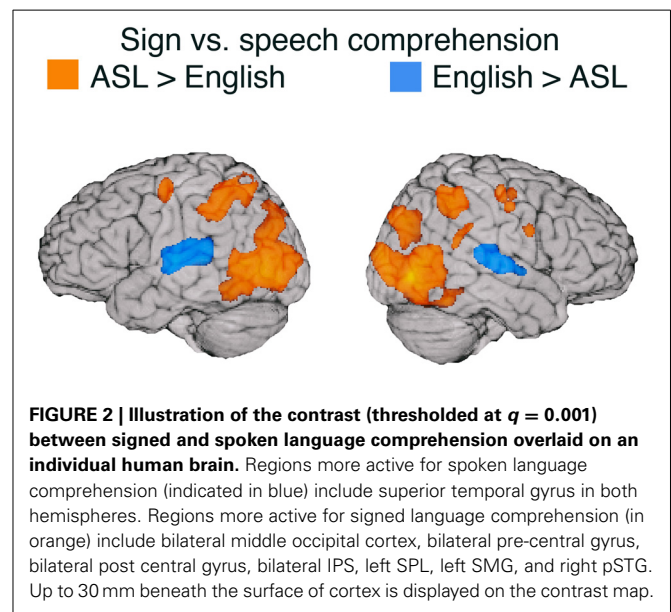 Sign vs. speech comprehension
ASL > English English > ASL
FIGURE 2 | Illustration of the contrast (thresholded at q = 0.001)
between signed and spoken language comprehension overlaid on an
individual human brain. Regions more active for spoken language
comprehension (indicated in blue) include superior temporal gyrus in both
hemispheres. Regions more active for signed language comprehension (in
orange) include bilateral middle occipital cortex, bilateral pre-central gyrus,
bilateral post central gyrus, bilateral IPS, left SPL, left SMG, and right pSTG.
Up to 30 mm beneath the surface of cortex is displayed on the contrast map.